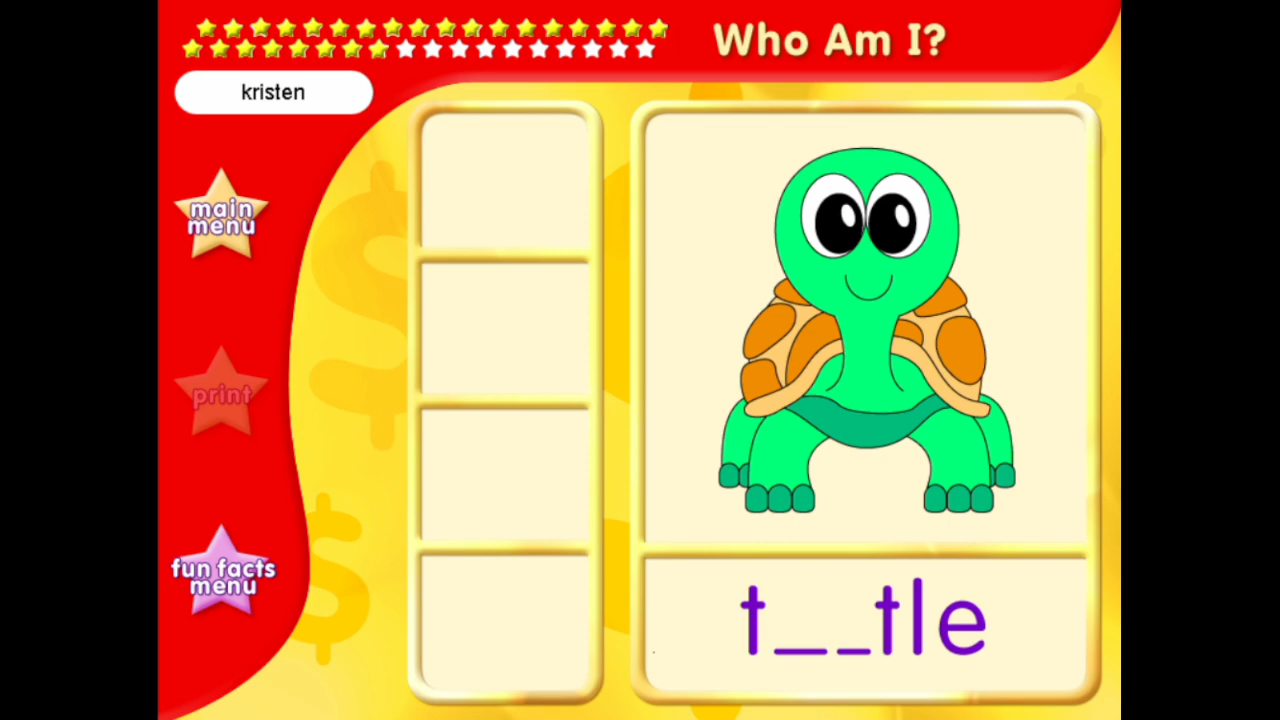 Who Am I?
kristen
main
menu
print
fun facts
menu
t__tle